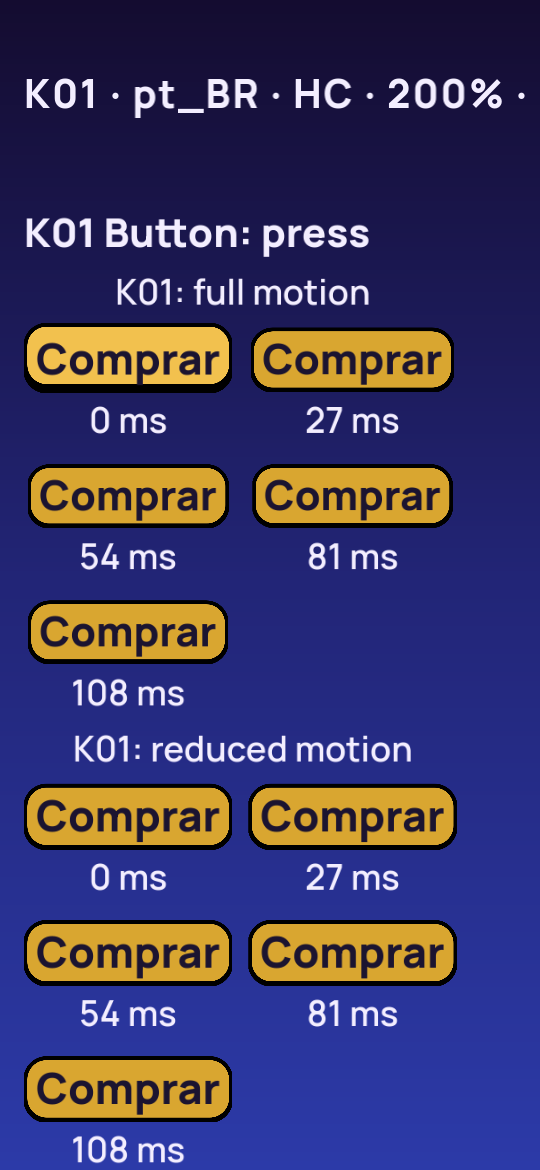 K01 · pt_BR · HC · 200% ·
K01 Button: press
K01: full motion
Comprar Comprar
0 ms 27 ms
Comprar Comprar
54 ms 81 ms
Comprar
108 ms
K01: reduced motion
Comprar Comprar
0 ms 27 ms
Comprar Comprar
54 ms 81 ms
Comprar
108 ms